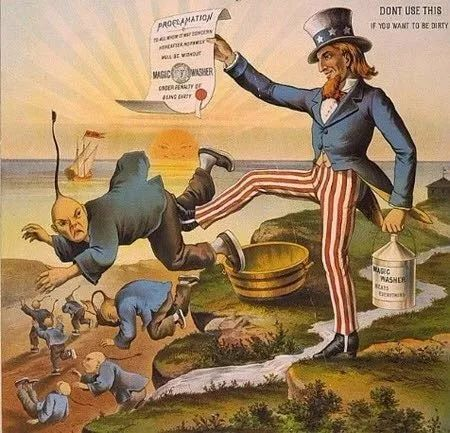 DONT USE THIS
IF YOU WANT TO BE DIRTY
PROCLAMATION
TO ALL WHOM IT MAY CONCERN
HEREAFTER, NO FAMILY
WILL BE WITHOUT
MAGIC WASHER
UNDER PENALTY OF
BEING DIRTY
MAGIC
WASHER
BEATS
EVERYTHING